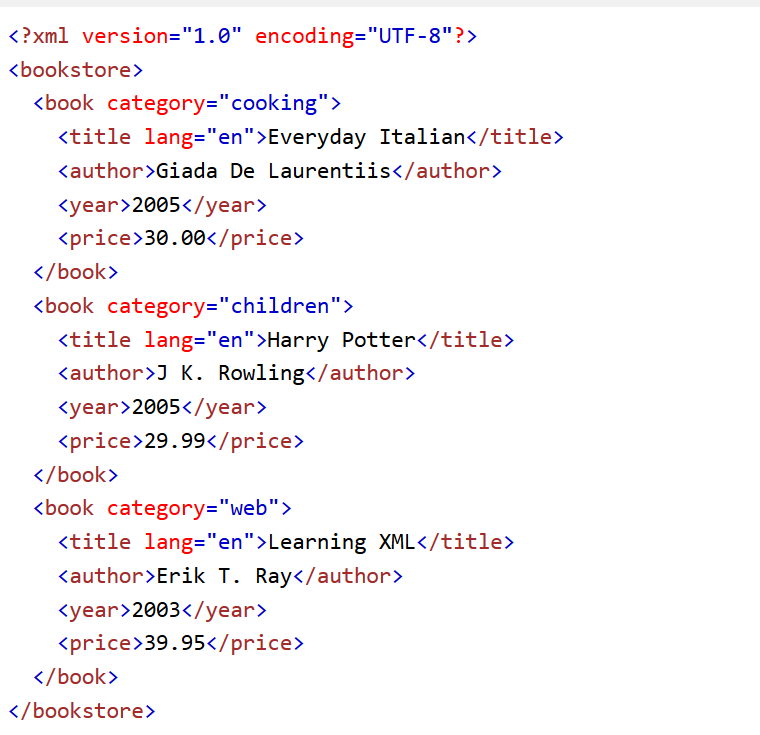 <?xml version="1.0" encoding="UTF-8"?>
<bookstore>
  <book category="cooking">
    <title lang="en">Everyday Italian</title>
    <author>Giada De Laurentiis</author>
    <year>2005</year>
    <price>30.00</price>
  </book>
  <book category="children">
    <title lang="en">Harry Potter</title>
    <author>J K. Rowling</author>
    <year>2005</year>
    <price>29.99</price>
  </book>
  <book category="web">
    <title lang="en">Learning XML</title>
    <author>Erik T. Ray</author>
    <year>2003</year>
    <price>39.95</price>
  </book>
</bookstore>